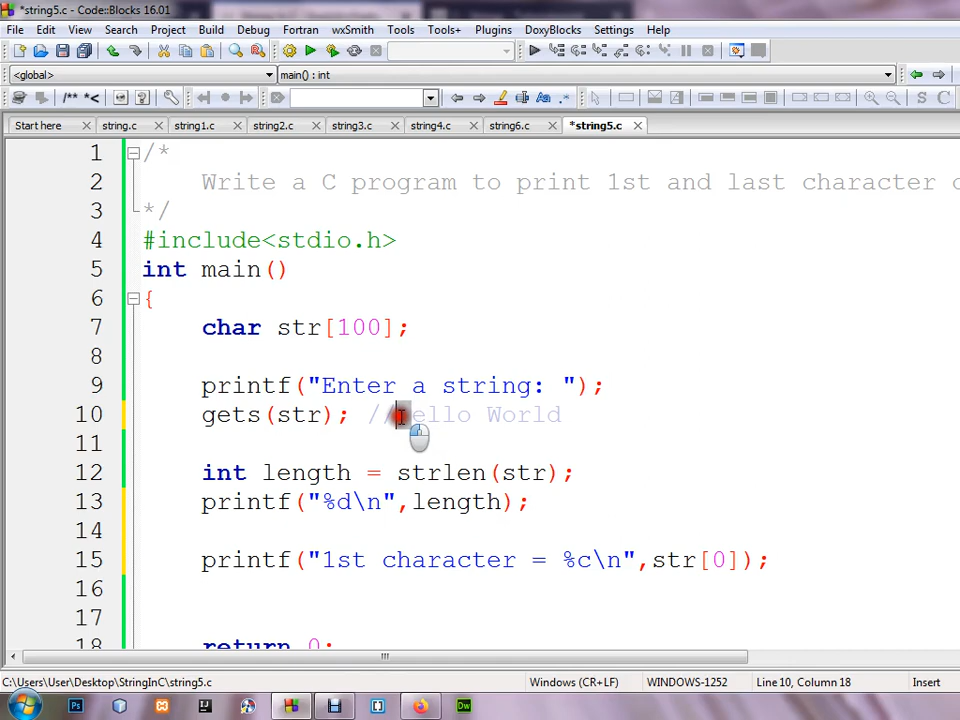 *string5.c - Code::Blocks 16.01
File Edit View Search Project Build Debug Fortran wxSmith Tools Tools+ Plugins DoxyBlocks Settings Help
<global> main() : int
/** *<
S C
Start here string.c string1.c string2.c string3.c string4.c string6.c *string5.c
1 /*
2 Write a C program to print 1st and last character
3 */
4 #include<stdio.h>
5 int main()
6 {
7 char str[100];
8
9 printf("Enter a string: ");
10 gets(str); //Hello World
11
12 int length = strlen(str);
13 printf("%d\n",length);
14
15 printf("1st character = %c\n",str[0]);
16
17
18 return 0;
C:\Users\User\Desktop\StringInC\string5.c Windows (CR+LF) WINDOWS-1252 Line 10, Column 18 Insert
Ps Dw